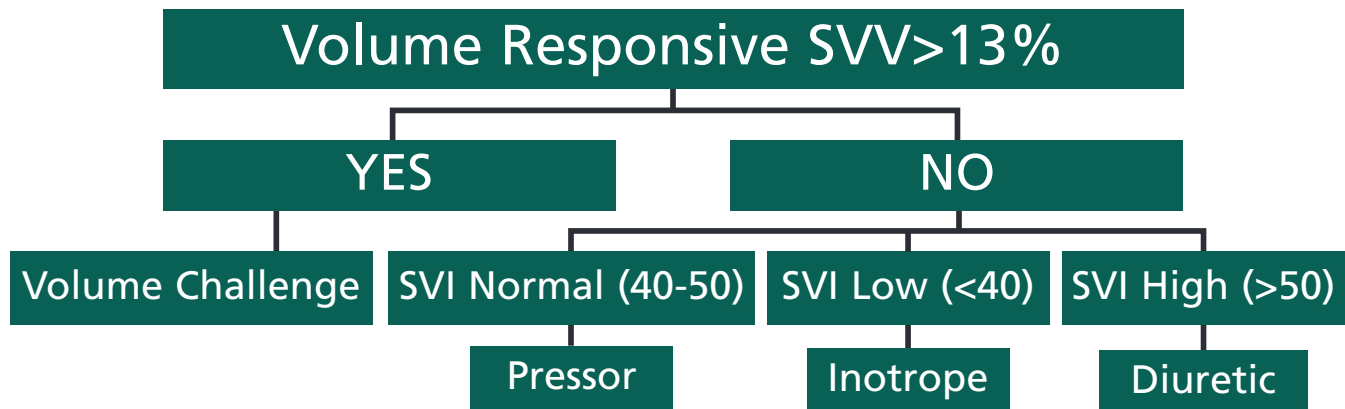 Volume Responsive SVV>13%
YES
NO
Volume Challenge
SVI Normal (40-50)
SVI Low (<40)
SVI High (>50)
Pressor
Inotrope
Diuretic